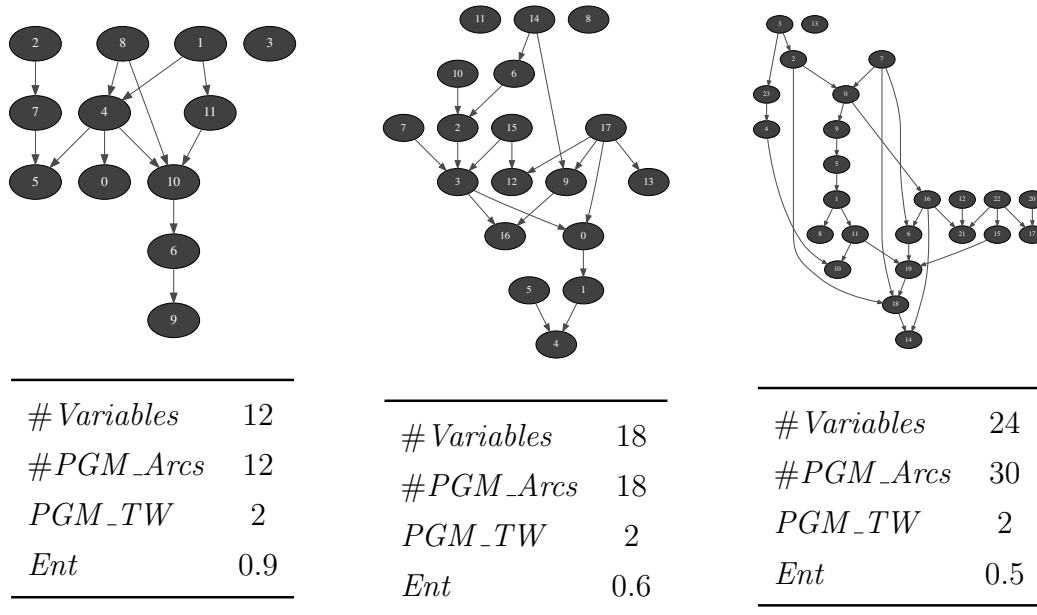 2 8 1 3
7 4 11
5 0 10
6
9
#Variables 12
#PGM_Arcs 12
PGM_TW 2
Ent 0.9
11 14 8
10 6
7 2 15 17
3 12 9 13
16 0
5 1
4
#Variables 18
#PGM_Arcs 18
PGM_TW 2
Ent 0.6
3 13
2 7
23 0
4 9
5
1 16 12 22 20
8 11 6 21 15 17
10 19
18
14
#Variables 24
#PGM_Arcs 30
PGM_TW 2
Ent 0.5